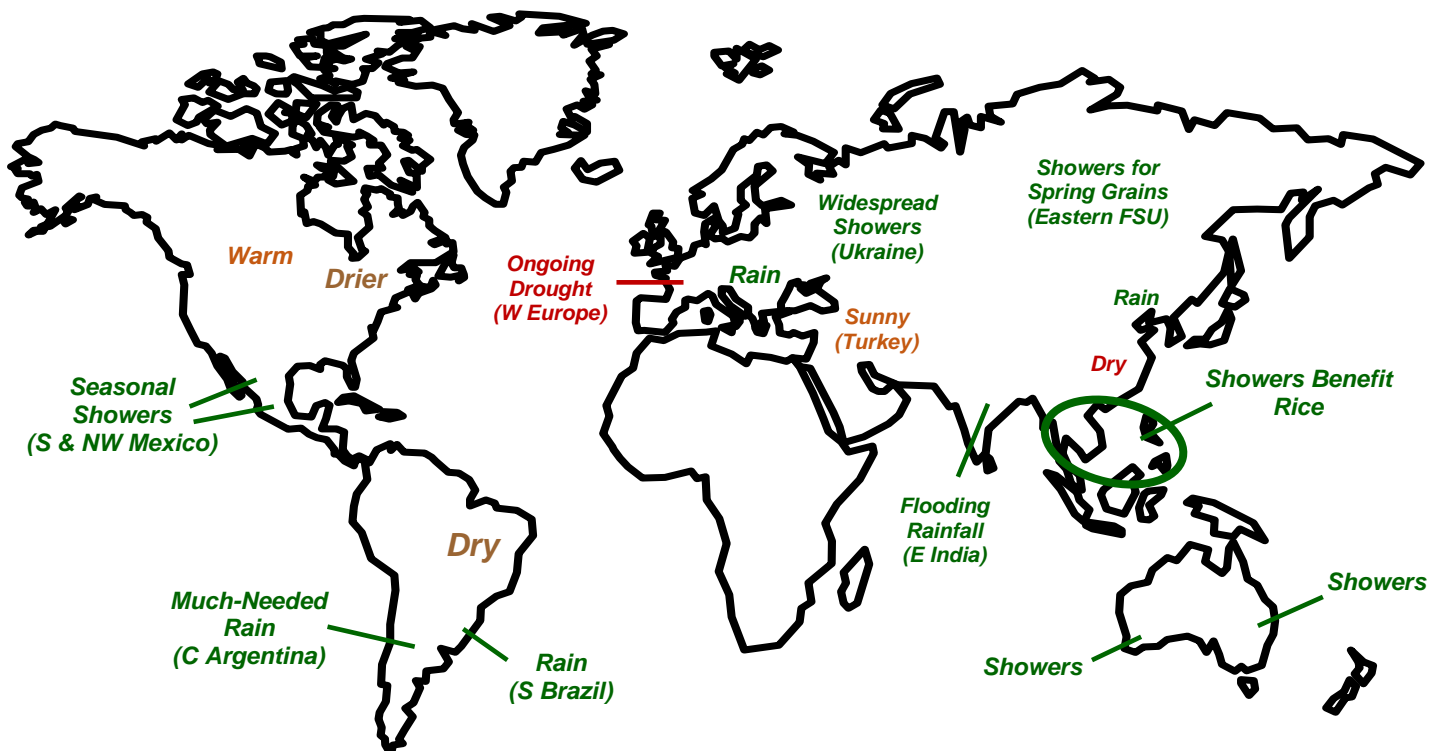 Showers for
Spring Grains
(Eastern FSU)
Widespread
Showers
(Ukraine)
Warm
Drier
Ongoing
Drought
(W Europe)
Rain
Rain
Sunny
(Turkey)
Dry
Seasonal
Showers
(S & NW Mexico)
Showers Benefit
Rice
Flooding
Rainfall
(E India)
Dry
Much-Needed
Rain
(C Argentina)
Rain
(S Brazil)
Showers
Showers